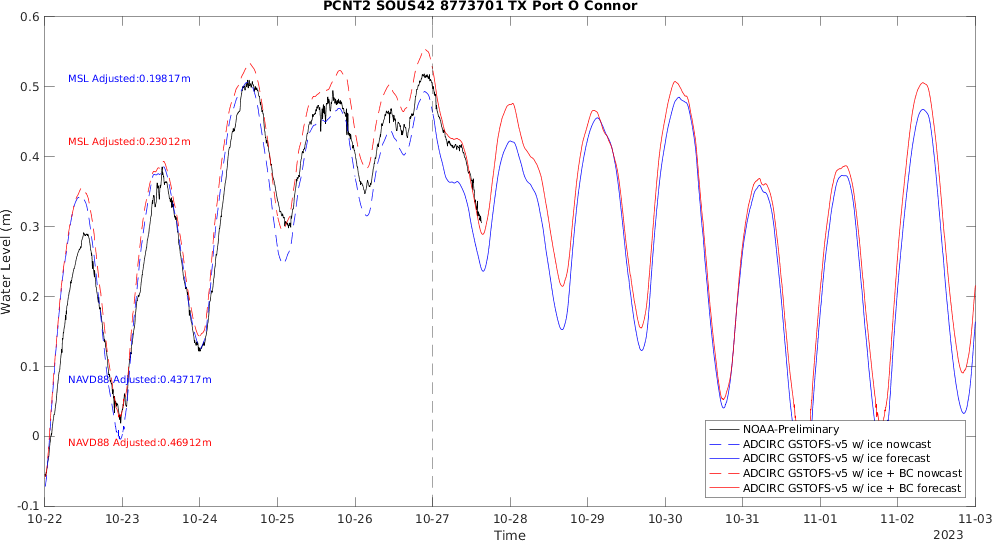 PCNT2 SOUS42 8773701 TX Port O Connor
Water Level (m)
0.6
0.5
0.4
0.3
0.2
0.1
0
-0.1
MSL Adjusted:0.19817m
MSL Adjusted:0.23012m
NAVD88 Adjusted:0.43717m
NAVD88 Adjusted:0.46912m
NOAA-Preliminary
ADCIRC GSTOFS-v5 w/ ice nowcast
ADCIRC GSTOFS-v5 w/ ice forecast
ADCIRC GSTOFS-v5 w/ ice + BC nowcast
ADCIRC GSTOFS-v5 w/ ice + BC forecast
10-22 10-23 10-24 10-25 10-26 10-27 10-28 10-29 10-30 10-31 11-01 11-02 11-03
Time
2023